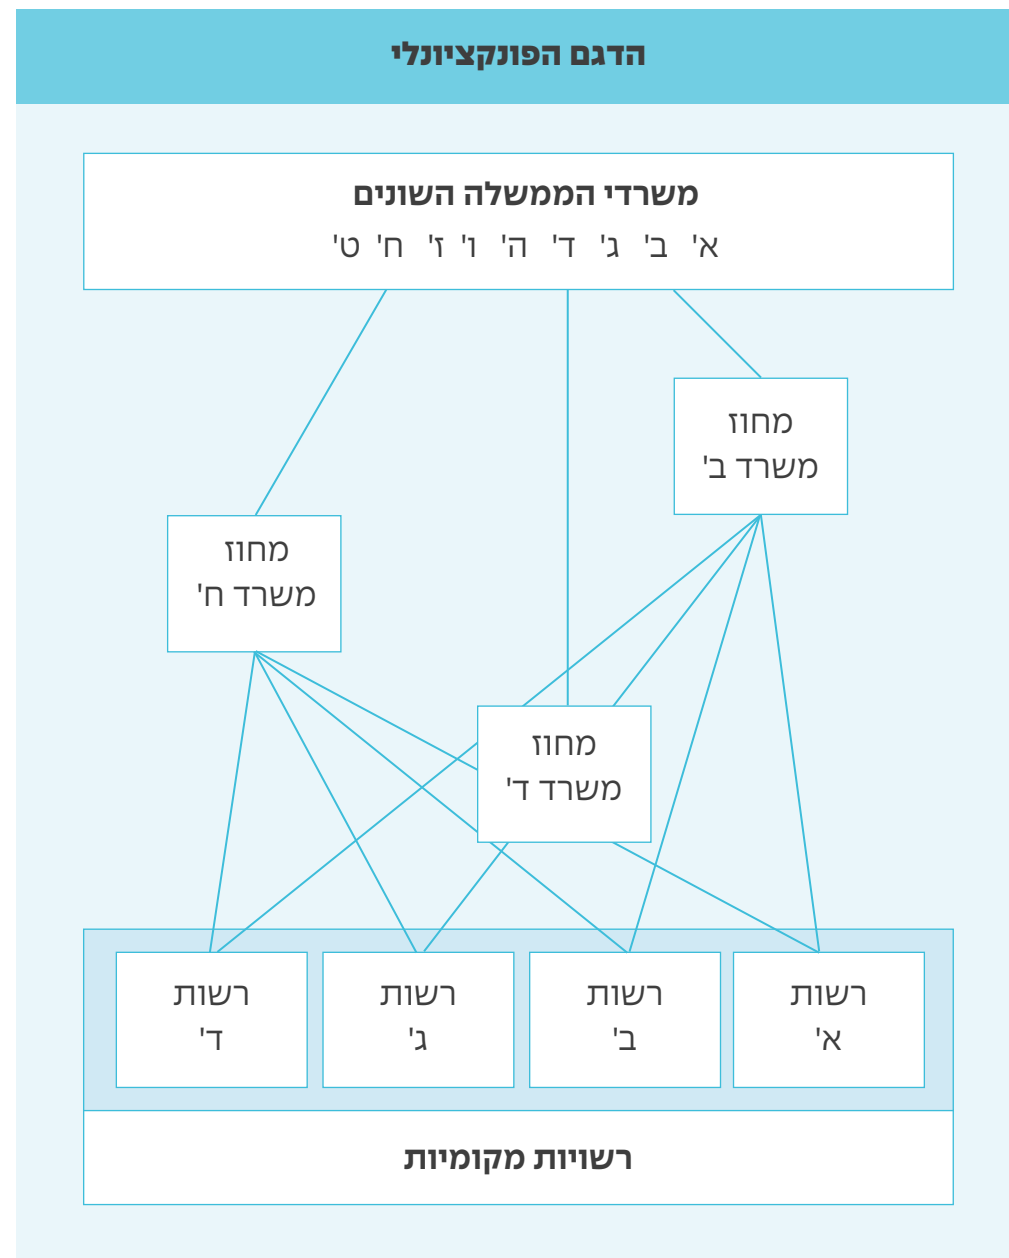 הדגם הפונקציונלי
משרדי הממשלה השונים
א' ב' ג' ד' ה' ו' ז' ח' ט'
מחוז
משרד ב'
מחוז
משרד ח'
מחוז
משרד ד'
רשות
א'
רשות
ב'
רשות
ג'
רשות
ד'
רשויות מקומיות